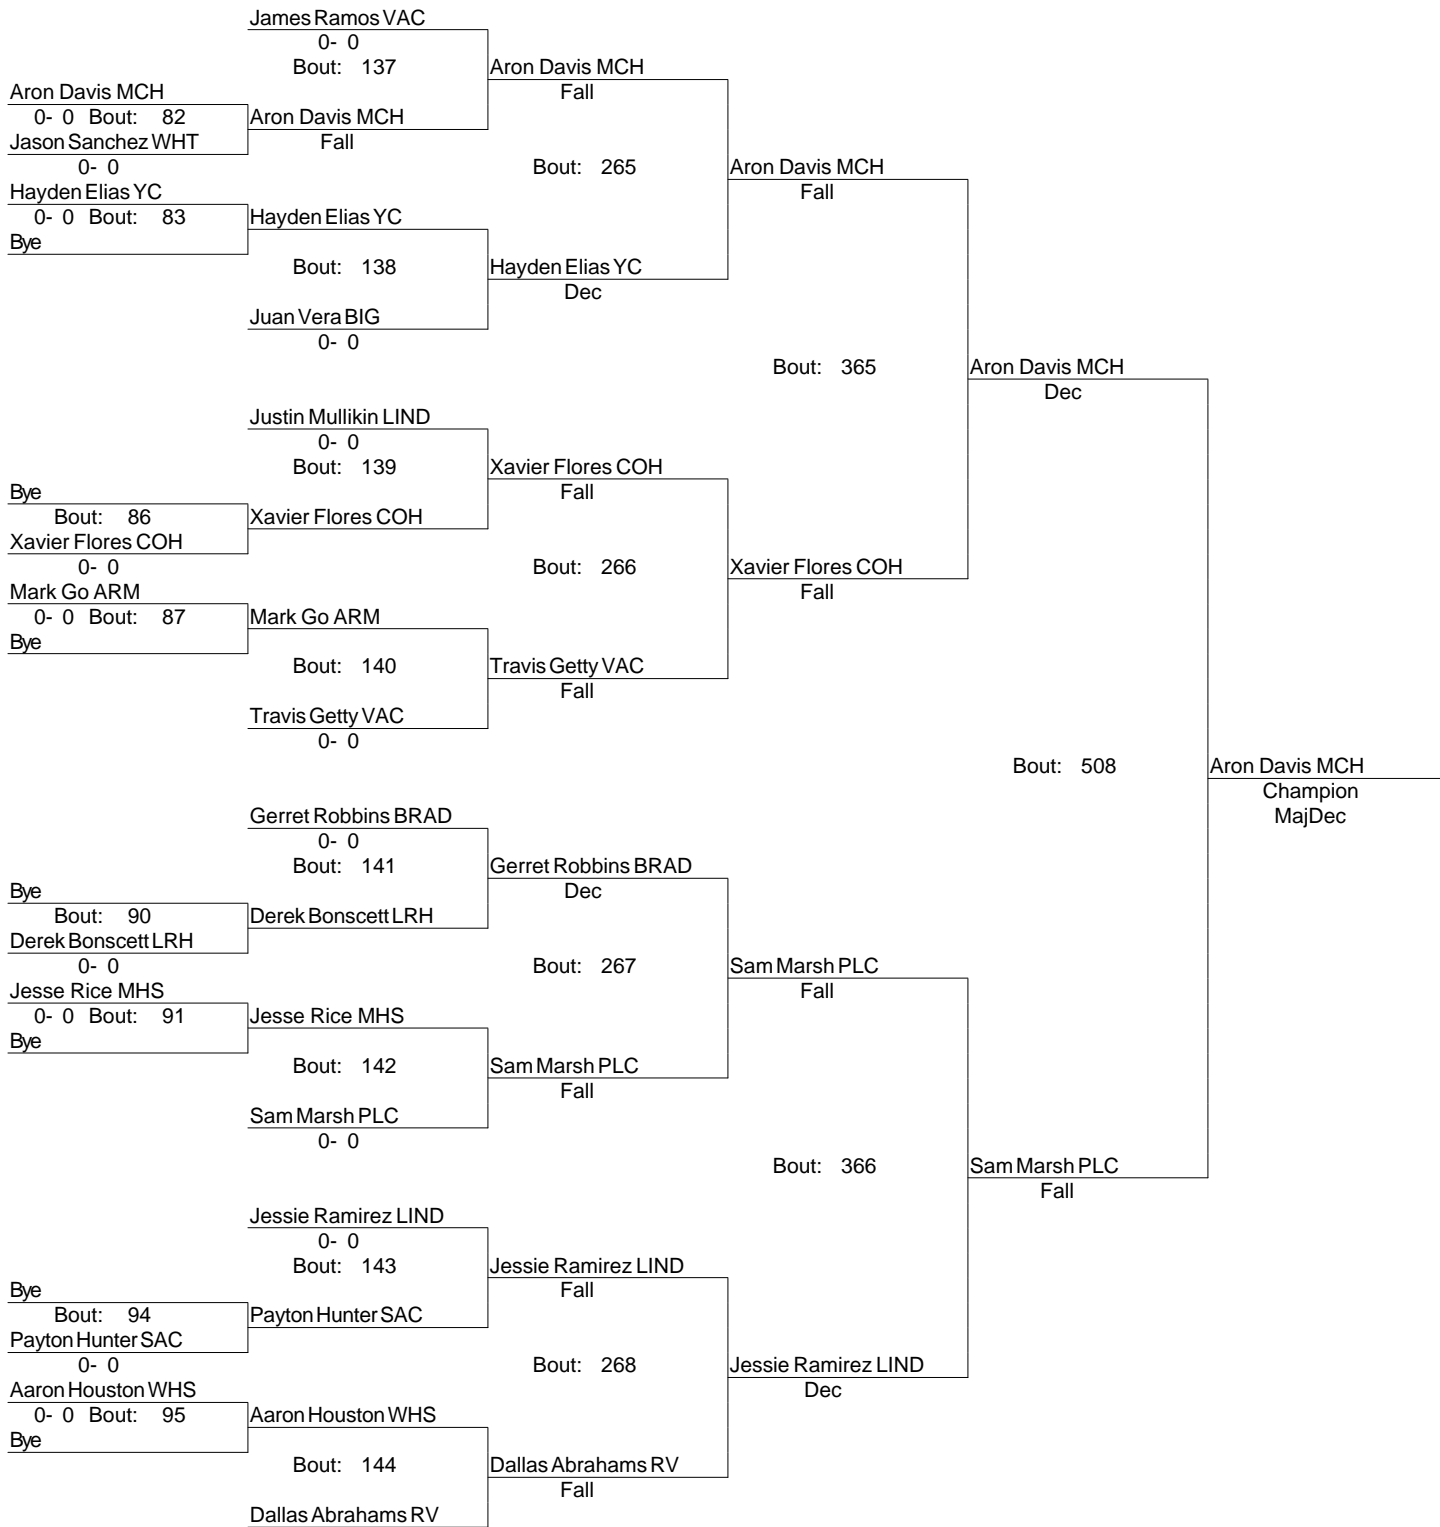 James Ramos VAC
0- 0
Bout: 137 Aron Davis MCH
Aron Davis MCH Fall
0- 0 Bout: 82 Aron Davis MCH
Jason Sanchez WHT Fall
0- 0 Bout: 265 Aron Davis MCH
Hayden Elias YC Fall
0- 0 Bout: 83 Hayden Elias YC
Bye
Bout: 138 Hayden Elias YC
Dec
Juan Vera BIG
0- 0
Bout: 365 Aron Davis MCH
Dec
Justin Mullikin LIND
0- 0
Bout: 139 Xavier Flores COH
Bye Fall
Bout: 86 Xavier Flores COH
Xavier Flores COH
0- 0 Bout: 266 Xavier Flores COH
Mark Go ARM Fall
0- 0 Bout: 87 Mark Go ARM
Bye
Bout: 140 Travis Getty VAC
Fall
Travis Getty VAC
0- 0
Bout: 508 Aron Davis MCH
Champion
Gerret Robbins BRAD MajDec
0- 0
Bout: 141 Gerret Robbins BRAD
Bye Dec
Bout: 90 Derek Bonscett LRH
Derek Bonscett LRH
0- 0 Bout: 267 Sam Marsh PLC
Jesse Rice MHS Fall
0- 0 Bout: 91 Jesse Rice MHS
Bye
Bout: 142 Sam Marsh PLC
Fall
Sam Marsh PLC
0- 0
Bout: 366 Sam Marsh PLC
Fall
Jessie Ramirez LIND
0- 0
Bout: 143 Jessie Ramirez LIND
Bye Fall
Bout: 94 Payton Hunter SAC
Payton Hunter SAC
0- 0 Bout: 268 Jessie Ramirez LIND
Aaron Houston WHS Dec
0- 0 Bout: 95 Aaron Houston WHS
Bye
Bout: 144 Dallas Abrahams RV
Fall
Dallas Abrahams RV